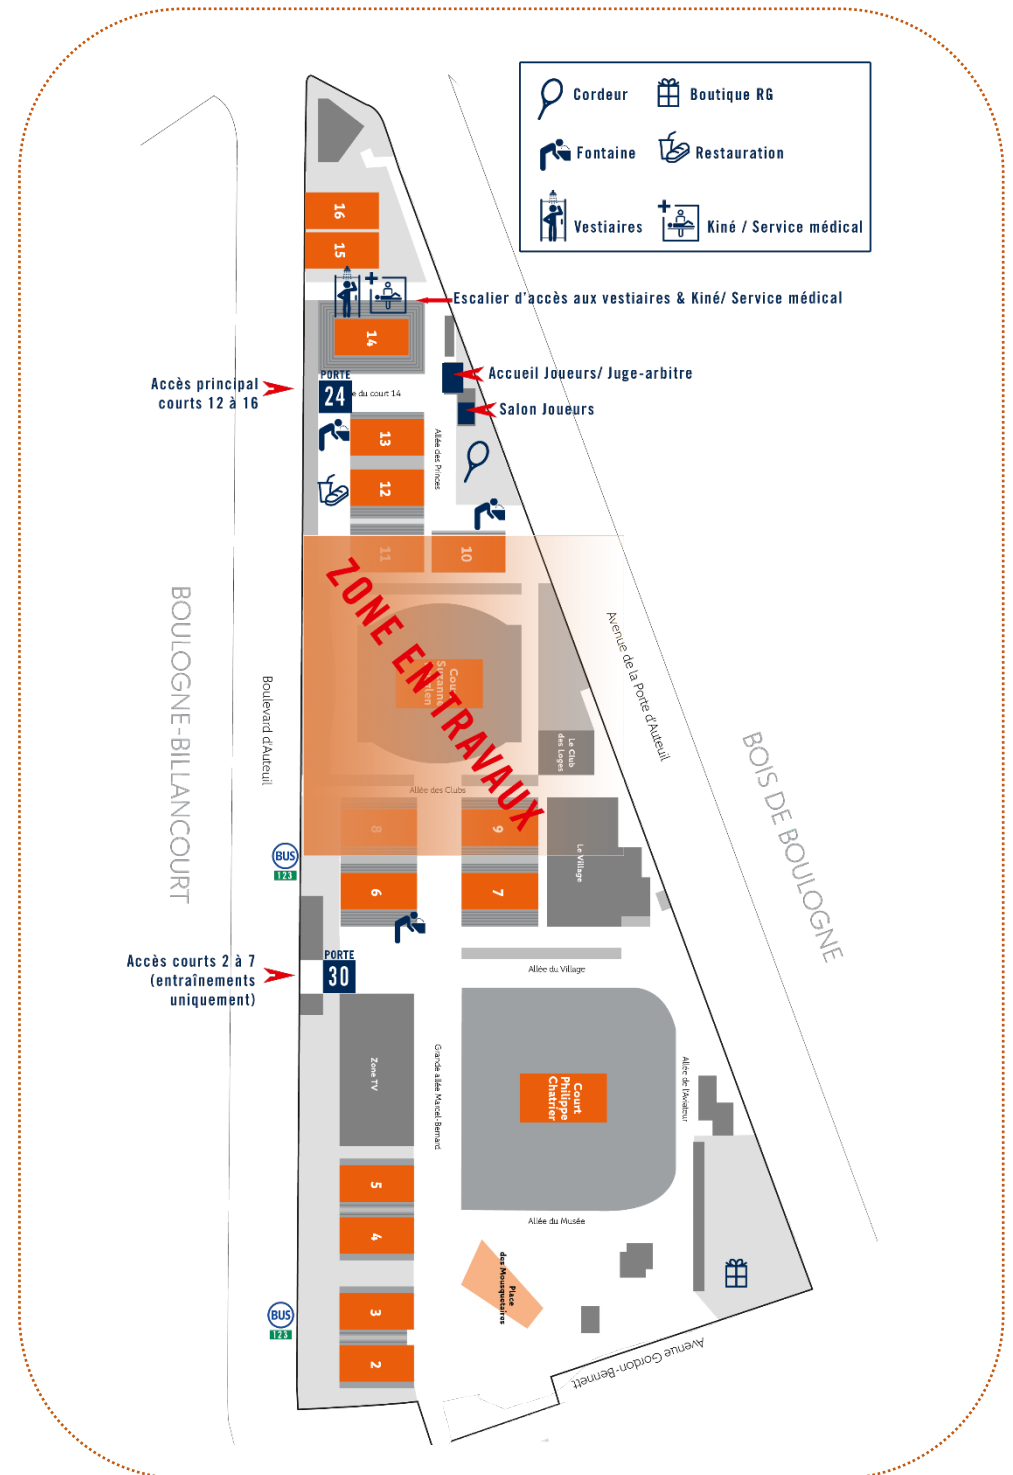 Cordeur
Boutique RG
Fontaine
Restauration
Vestiaires
Kiné / Service médical
16
15
Escalier d'accès aux vestiaires & Kiné/ Service médical
14
Accueil Joueurs/ Juge-arbitre
Accès principal
courts 12 à 16
PORTE
24
e du court 14
Salon Joueurs
13
Allée des Princes
12
11
10
ZONE EN TRAVAUX
BOULOGNE-BILLANCOURT
Boulevard d'Auteuil
Avenue de la Porte d'Auteuil
BOIS DE BOULOGNE
Le Club
des Loges
Allée des Clubs
8
9
Le Village
BUS
123
6
7
Accès courts 2 à 7
(entraînements
uniquement)
PORTE
30
Allée du Village
Zone TV
Grande allée Marcel-Bernard
Court
Philippe
Chatrier
Allée de l'Aviateur
5
4
Allée du Musée
Place
des Mousquetaires
BUS
123
3
2
Avenue Gordon-Bennett